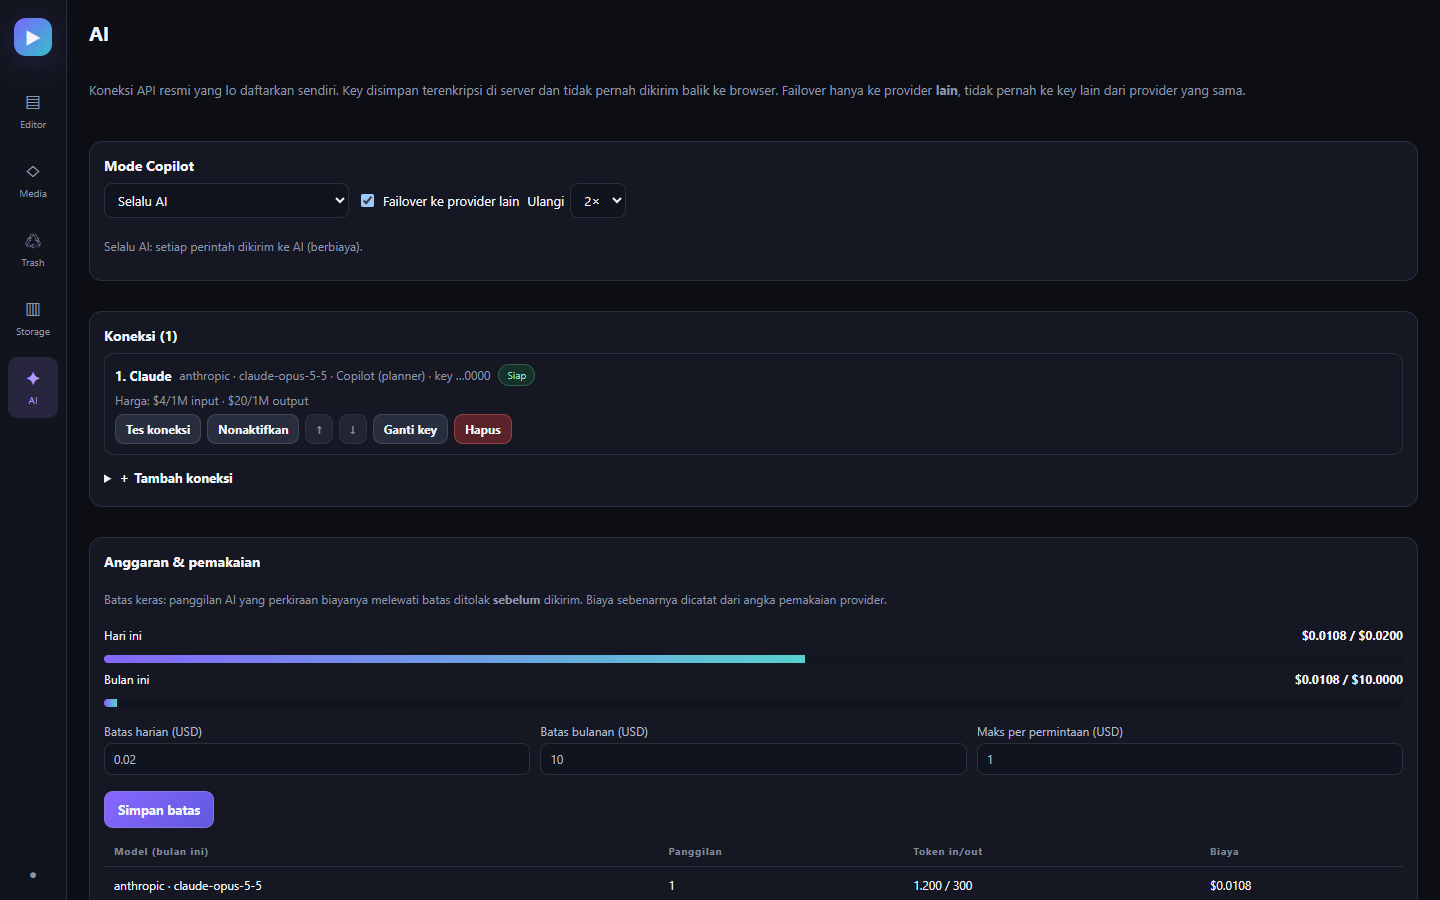 AI
Koneksi API resmi yang lo daftarkan sendiri. Key disimpan terenkripsi di server dan tidak pernah dikirim balik ke browser. Failover hanya ke provider lain, tidak pernah ke key lain dari provider yang sama.
Editor
Media
Trash
Storage
AI
Mode Copilot
Selalu AI
Failover ke provider lain Ulangi 2×
Selalu AI: setiap perintah dikirim ke AI (berbiaya).
Koneksi (1)
1. Claude anthropic · claude-opus-5-5 · Copilot (planner) · key ...0000 Siap
Harga: $4/1M input · $20/1M output
Tes koneksi Nonaktifkan ↑ ↓ Ganti key Hapus
+ Tambah koneksi
Anggaran & pemakaian
Batas keras: panggilan AI yang perkiraan biayanya melewati batas ditolak sebelum dikirim. Biaya sebenarnya dicatat dari angka pemakaian provider.
Hari ini $0.0108 / $0.0200
Bulan ini $0.0108 / $10.0000
Batas harian (USD) Batas bulanan (USD) Maks per permintaan (USD)
0.02 10 1
Simpan batas
Model (bulan ini) Panggilan Token in/out Biaya
anthropic · claude-opus-5-5 1 1.200 / 300 $0.0108